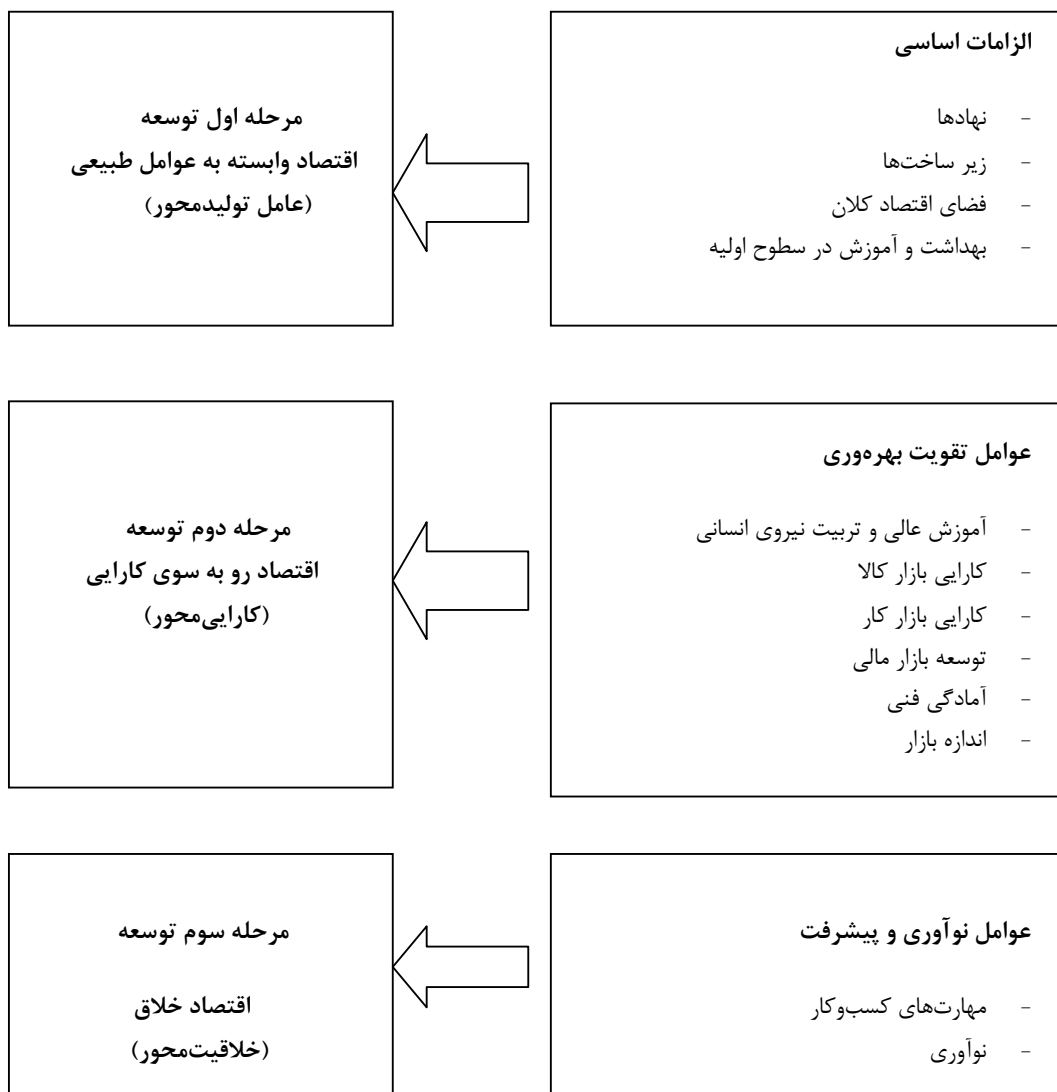 الزامات اساسی
- نهادها
- زیر ساخت‌ها
- فضای اقتصاد کلان
- بهداشت و آموزش در سطوح اولیه
مرحله اول توسعه
اقتصاد وابسته به عوامل طبیعی
(عامل تولیدمحور)
عوامل تقویت بهره‌وری
- آموزش عالی و تربیت نیروی انسانی
- کارایی بازار کالا
- کارایی بازار کار
- توسعه بازار مالی
- آمادگی فنی
- اندازه بازار
مرحله دوم توسعه
اقتصاد رو به سوی کارایی
(کارایی‌محور)
عوامل نوآوری و پیشرفت
- مهارت‌های کسب‌وکار
- نوآوری
مرحله سوم توسعه
اقتصاد خلاق
(خلاقیت‌محور)